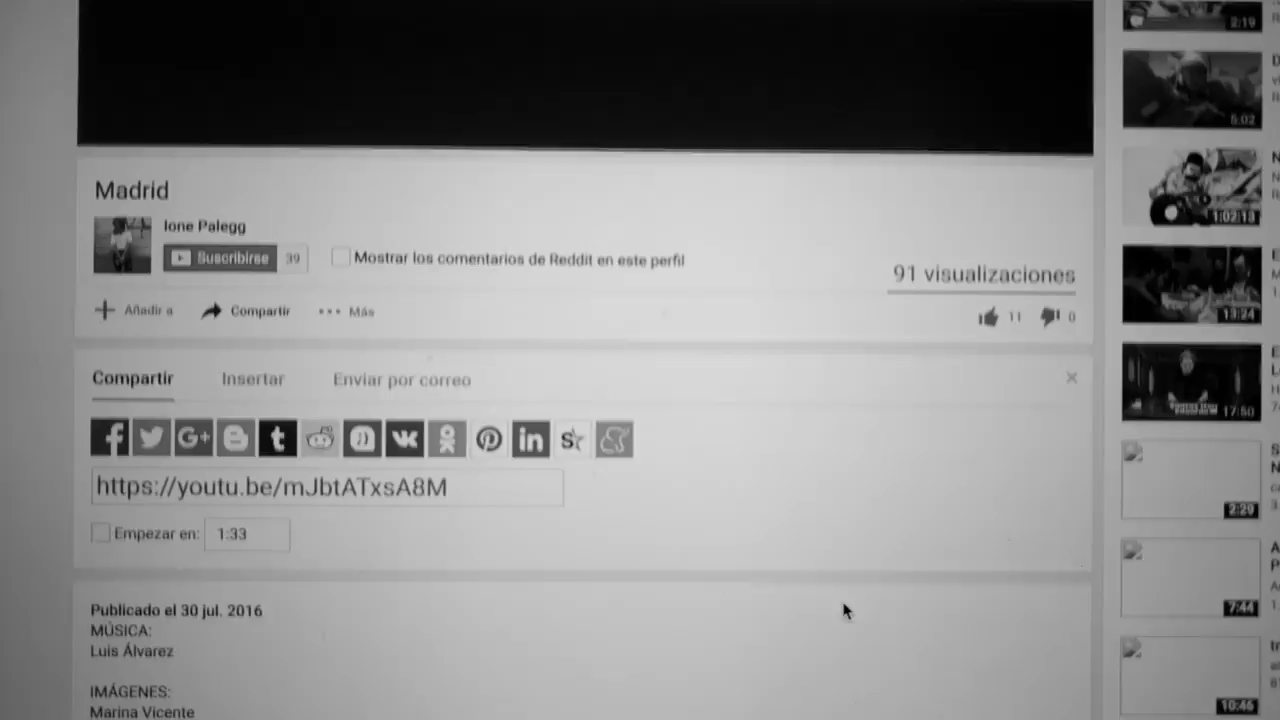 Madrid
Ione Palegg
Suscribirse 39
Mostrar los comentarios de Reddit en este perfil
91 visualizaciones
Añadir a Compartir Más
11 0
Compartir Insertar Enviar por correo
https://youtu.be/mJbtATxsA8M
Empezar en: 1:33
Publicado el 30 jul. 2016
MÚSICA:
Luis Álvarez
IMÁGENES:
Marina Vicente
2:19
5:02
1:02:13
13:24
17:50
2:29
7:44
10:46